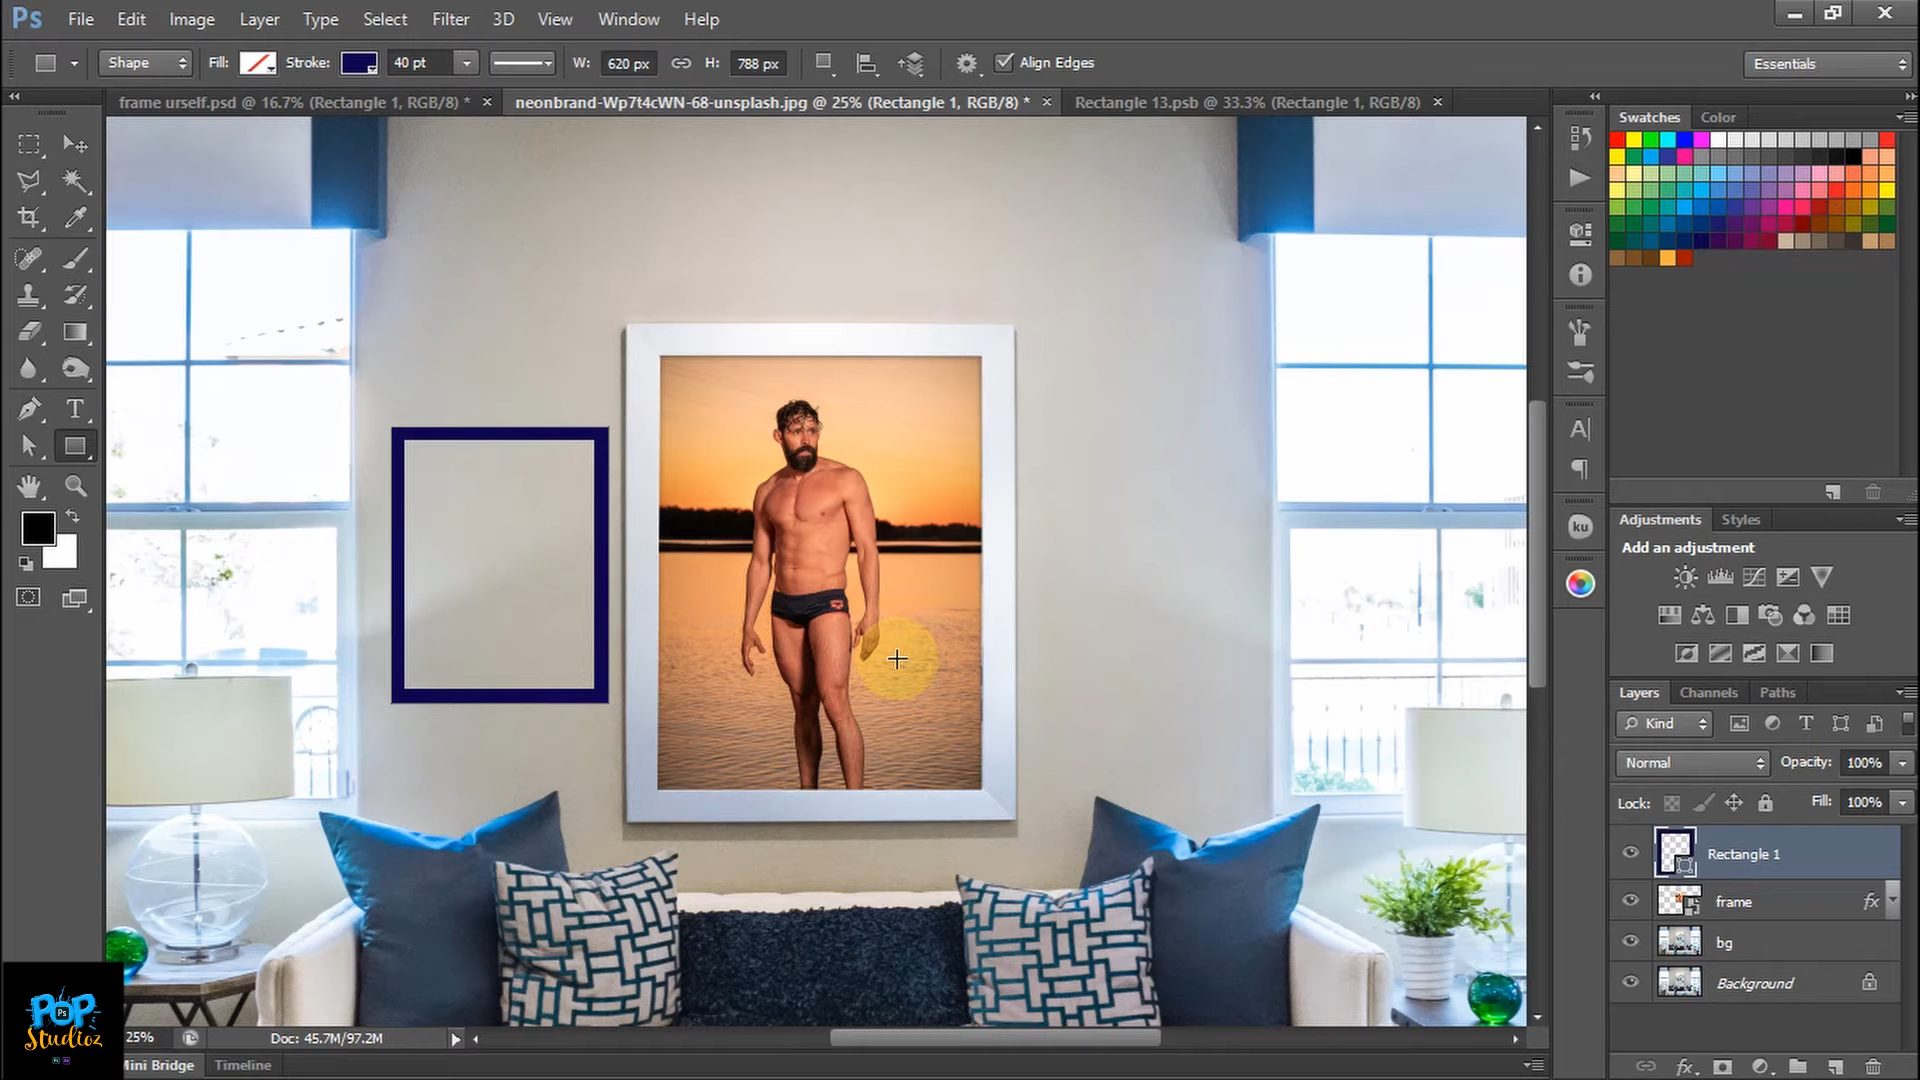 Ps File Edit Image Layer Type Select Filter 3D View Window Help
Shape Fill: Stroke: 40 pt W: 620 px H: 788 px Align Edges Essentials
frame urself.psd @ 16.7% (Rectangle 1, RGB/8) * neonbrand-Wp7t4cWN-68-unsplash.jpg @ 25% (Rectangle 1, RGB/8) * Rectangle 13.psb @ 33.3% (Rectangle 1, RGB/8)
Swatches Color
Adjustments Styles
Add an adjustment
Layers Channels Paths
Kind
Normal Opacity: 100%
Lock: Fill: 100%
Rectangle 1
frame fx
bg
Background
POP
Ps
Studioz
25% Doc: 45.7M/97.2M
Mini Bridge Timeline
ku
fx